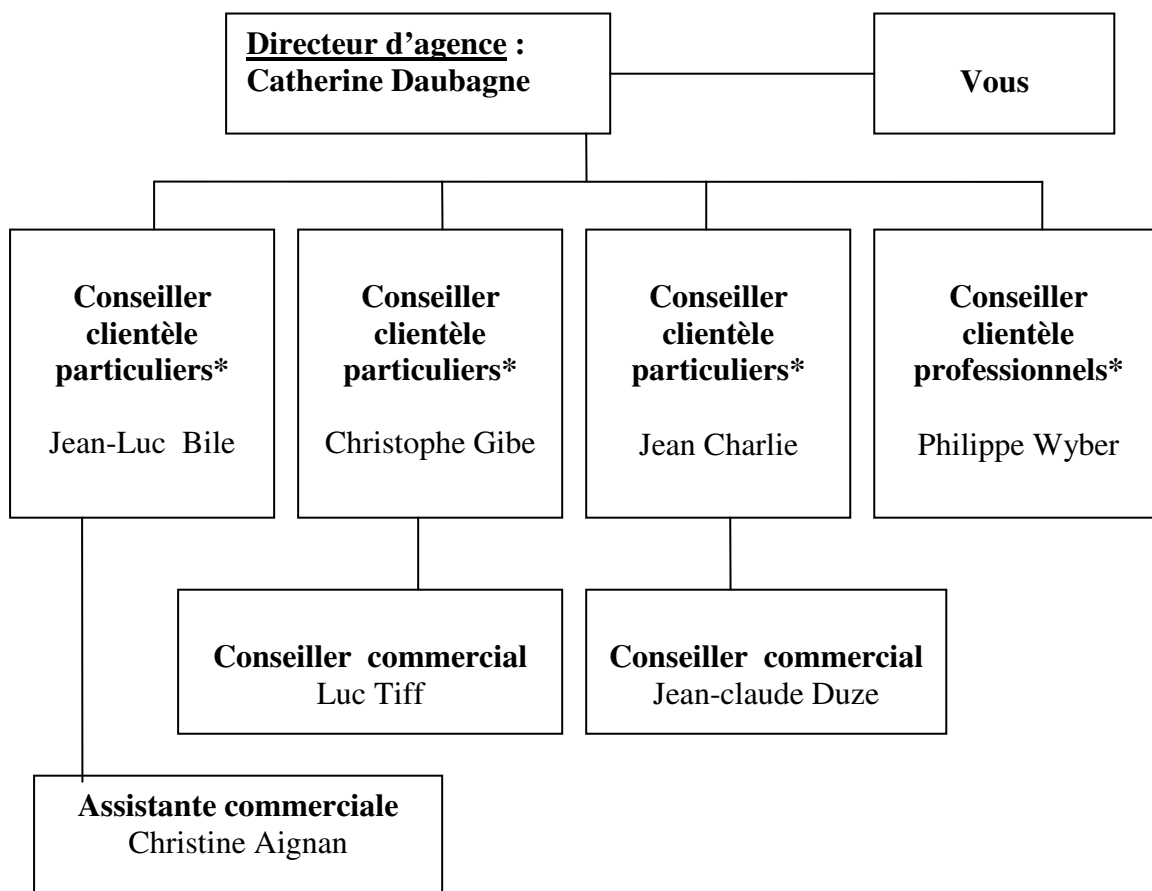 Directeur d'agence :
Catherine Daubagne
Vous
Conseiller
clientèle
particuliers*
Jean-Luc Bile
Conseiller
clientèle
particuliers*
Christophe Gibe
Conseiller
clientèle
particuliers*
Jean Charlie
Conseiller
clientèle
professionnels*
Philippe Wyber
Conseiller commercial
Luc Tiff
Conseiller commercial
Jean-claude Duze
Assistante commerciale
Christine Aignan